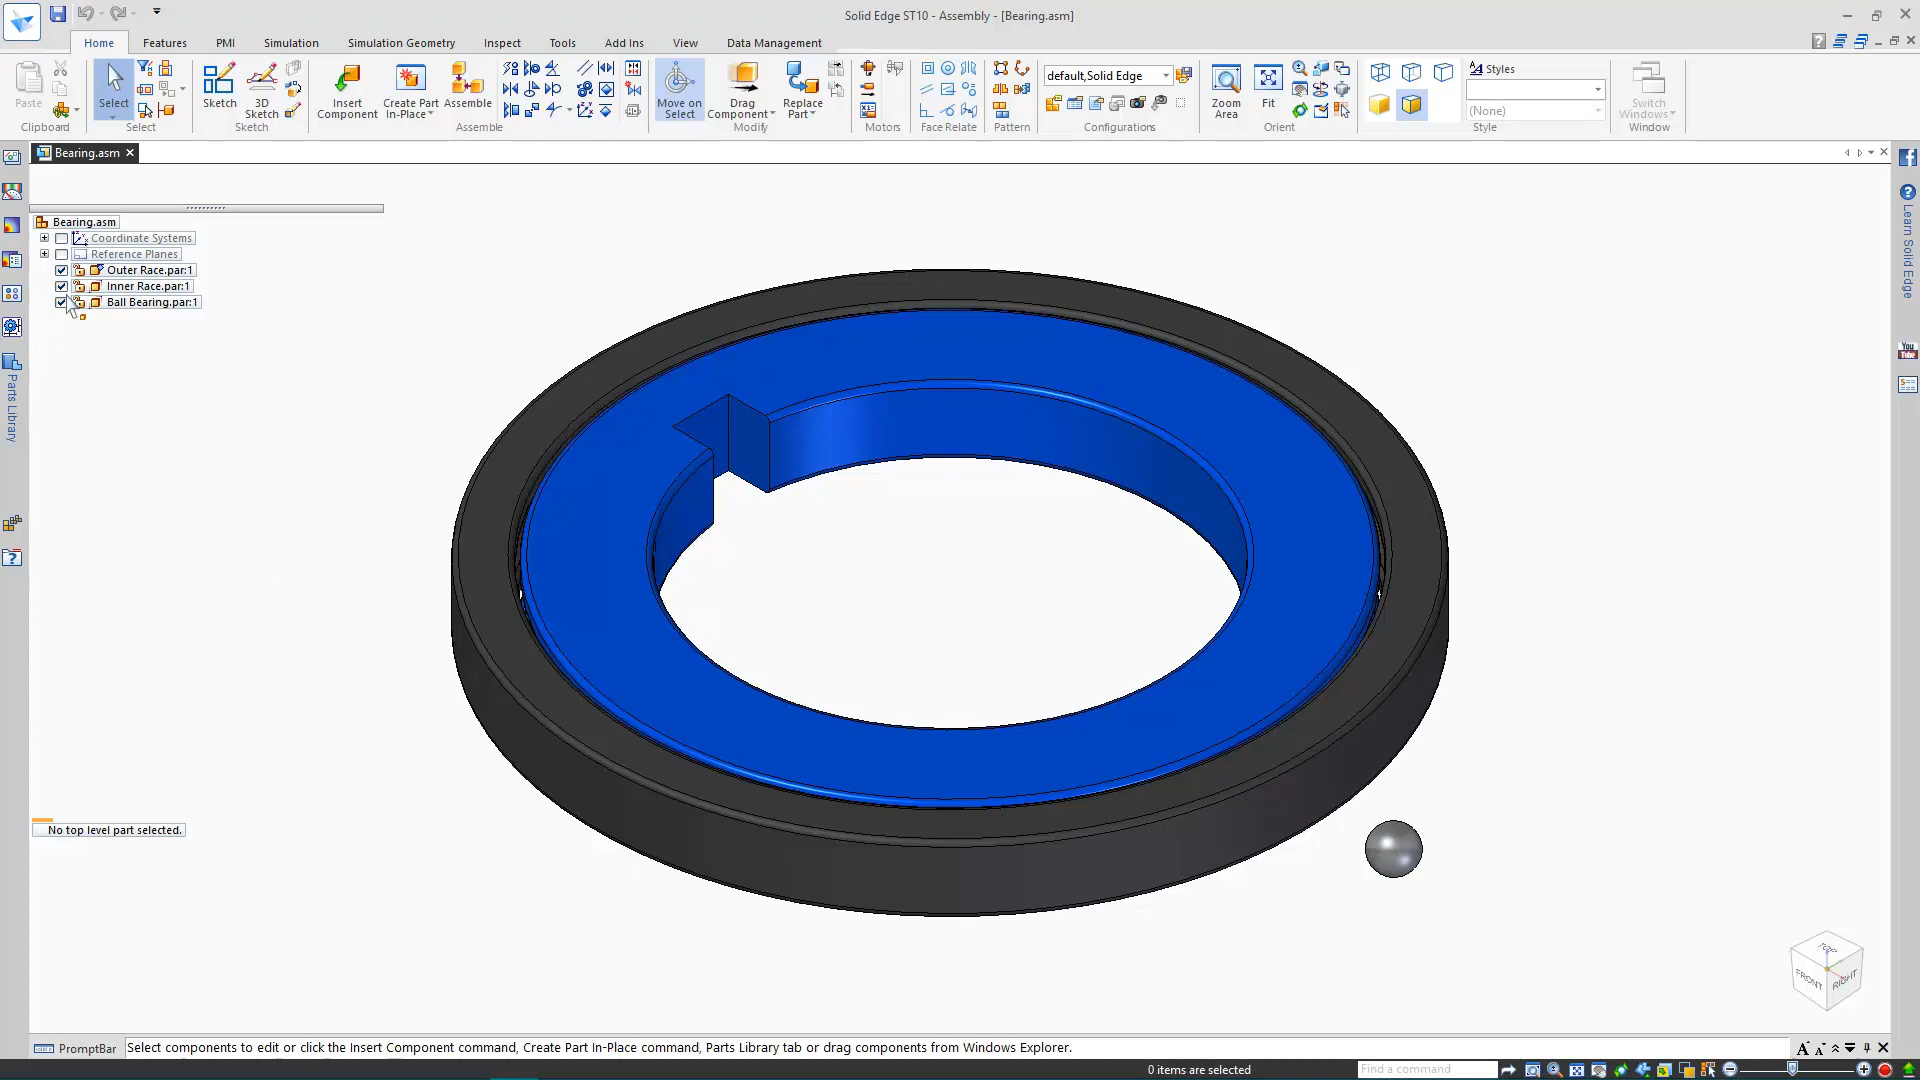 Solid Edge ST10 - Assembly - [Bearing.asm]
Home Features PMI Simulation Simulation Geometry Inspect Tools Add Ins View Data Management
Paste
Clipboard
Select
Select
Sketch
3D Sketch
Sketch
Insert Component
Create Part In-Place
Assemble
Assemble
Move on Select
Drag Component
Replace Part
Modify
Motors
Face Relate
Pattern
default,Solid Edge
Configurations
Zoom Area
Fit
Orient
Styles
(None)
Style
Switch Windows
Window
Bearing.asm
Bearing.asm
Coordinate Systems
Reference Planes
Outer Race.par:1
Inner Race.par:1
Ball Bearing.par:1
Parts Library
No top level part selected.
Learn Solid Edge
You Tube
TOP
FRONT
RIGHT
PromptBar
Select components to edit or click the Insert Component command, Create Part In-Place command, Parts Library tab or drag components from Windows Explorer.
0 items are selected
Find a command